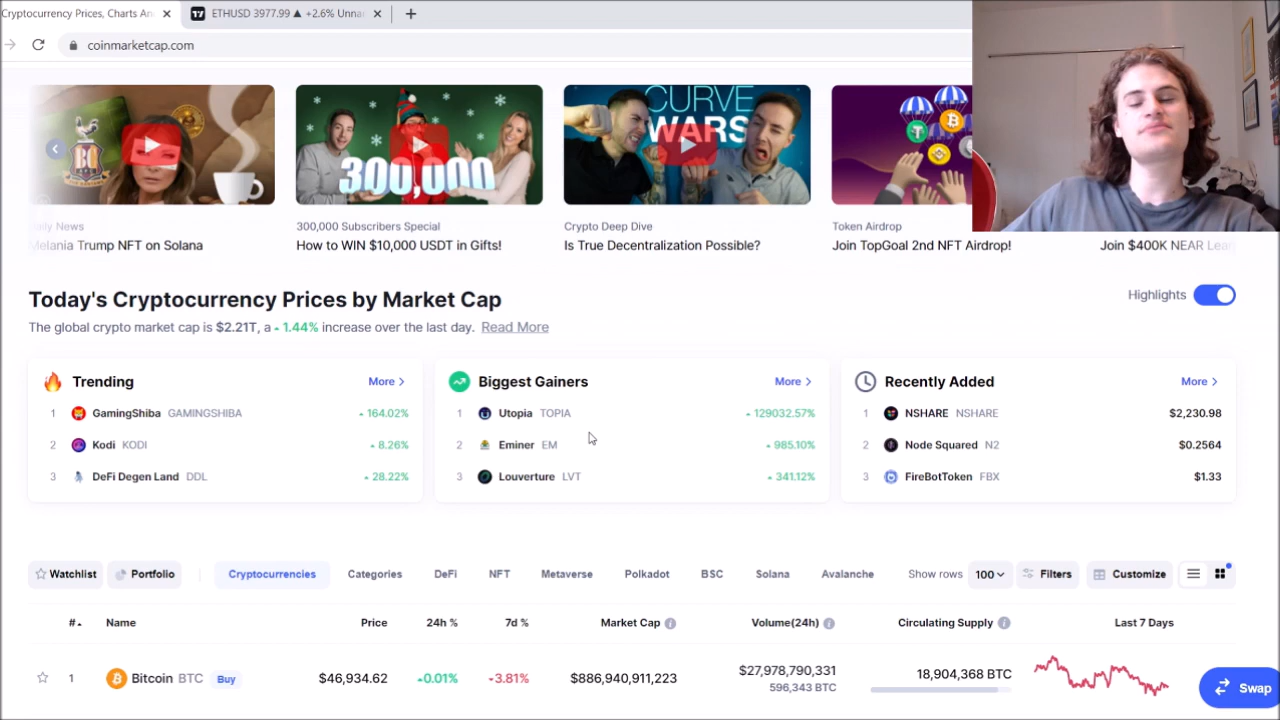 Cryptocurrency Prices, Charts An
ETHUSD 3977.99 ▲ +2.6% Unna
coinmarketcap.com
300,000
CURVE
WARS
Daily News
300,000 Subscribers Special
Crypto Deep Dive
Token Airdrop
Melania Trump NFT on Solana
How to WIN $10,000 USDT in Gifts!
Is True Decentralization Possible?
Join TopGoal 2nd NFT Airdrop!
Join $400K NEAR Lea
Today's Cryptocurrency Prices by Market Cap
Highlights
The global crypto market cap is $2.21T, a 1.44% increase over the last day. Read More
Trending
More >
1 GamingShiba GAMINGSHIBA 164.02%
2 Kodi KODI 8.26%
3 DeFi Degen Land DDL 28.22%
Biggest Gainers
More >
1 Utopia TOPIA 129032.57%
2 Eminer EM 985.10%
3 Louverture LVT 341.12%
Recently Added
More >
1 NSHARE NSHARE $2,230.98
2 Node Squared N2 $0.2564
3 FireBotToken FBX $1.33
Watchlist Portfolio Cryptocurrencies Categories DeFi NFT Metaverse Polkadot BSC Solana Avalanche Show rows 100 Filters Customize
# Name Price 24h % 7d % Market Cap Volume(24h) Circulating Supply Last 7 Days
1 Bitcoin BTC Buy $46,934.62 0.01% 3.81% $886,940,911,223 $27,978,790,331 18,904,368 BTC
596,343 BTC
Swap